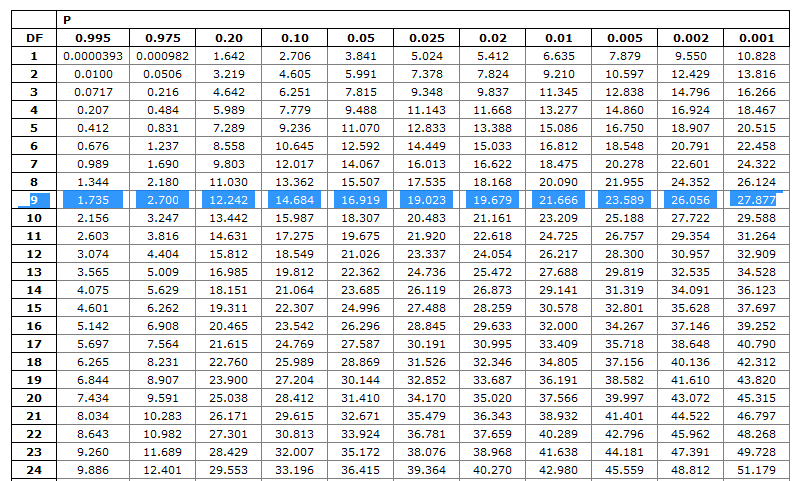 P
DF 0.995 0.975 0.20 0.10 0.05 0.025 0.02 0.01 0.005 0.002 0.001
1 0.0000393 0.000982 1.642 2.706 3.841 5.024 5.412 6.635 7.879 9.550 10.828
2 0.0100 0.0506 3.219 4.605 5.991 7.378 7.824 9.210 10.597 12.429 13.816
3 0.0717 0.216 4.642 6.251 7.815 9.348 9.837 11.345 12.838 14.796 16.266
4 0.207 0.484 5.989 7.779 9.488 11.143 11.668 13.277 14.860 16.924 18.467
5 0.412 0.831 7.289 9.236 11.070 12.833 13.388 15.086 16.750 18.907 20.515
6 0.676 1.237 8.558 10.645 12.592 14.449 15.033 16.812 18.548 20.791 22.458
7 0.989 1.690 9.803 12.017 14.067 16.013 16.622 18.475 20.278 22.601 24.322
8 1.344 2.180 11.030 13.362 15.507 17.535 18.168 20.090 21.955 24.352 26.124
9 1.735 2.700 12.242 14.684 16.919 19.023 19.679 21.666 23.589 26.056 27.877
10 2.156 3.247 13.442 15.987 18.307 20.483 21.161 23.209 25.188 27.722 29.588
11 2.603 3.816 14.631 17.275 19.675 21.920 22.618 24.725 26.757 29.354 31.264
12 3.074 4.404 15.812 18.549 21.026 23.337 24.054 26.217 28.300 30.957 32.909
13 3.565 5.009 16.985 19.812 22.362 24.736 25.472 27.688 29.819 32.535 34.528
14 4.075 5.629 18.151 21.064 23.685 26.119 26.873 29.141 31.319 34.091 36.123
15 4.601 6.262 19.311 22.307 24.996 27.488 28.259 30.578 32.801 35.628 37.697
16 5.142 6.908 20.465 23.542 26.296 28.845 29.633 32.000 34.267 37.146 39.252
17 5.697 7.564 21.615 24.769 27.587 30.191 30.995 33.409 35.718 38.648 40.790
18 6.265 8.231 22.760 25.989 28.869 31.526 32.346 34.805 37.156 40.136 42.312
19 6.844 8.907 23.900 27.204 30.144 32.852 33.687 36.191 38.582 41.610 43.820
20 7.434 9.591 25.038 28.412 31.410 34.170 35.020 37.566 39.997 43.072 45.315
21 8.034 10.283 26.171 29.615 32.671 35.479 36.343 38.932 41.401 44.522 46.797
22 8.643 10.982 27.301 30.813 33.924 36.781 37.659 40.289 42.796 45.962 48.268
23 9.260 11.689 28.429 32.007 35.172 38.076 38.968 41.638 44.181 47.391 49.728
24 9.886 12.401 29.553 33.196 36.415 39.364 40.270 42.980 45.559 48.812 51.179